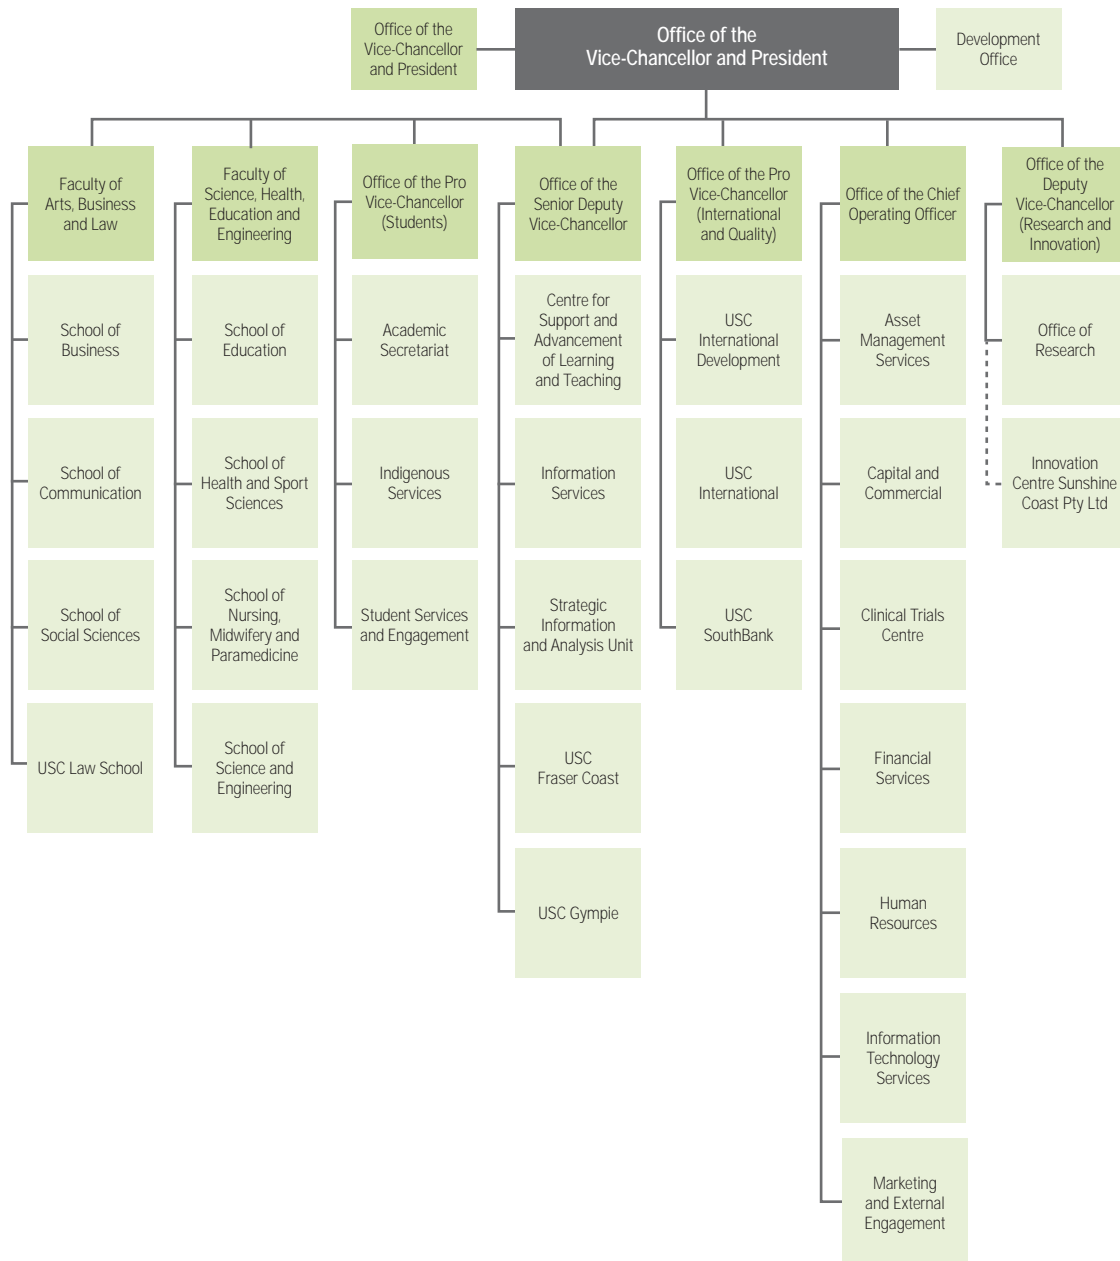 Office of the
Vice-Chancellor
and President
Office of the
Vice-Chancellor and President
Development
Office
Faculty of
Arts, Business
and Law
School of
Business
School of
Communication
School of
Social Sciences
USC Law School
Faculty of
Science, Health,
Education and
Engineering
School of
Education
School of
Health and Sport
Sciences
School of
Nursing,
Midwifery and
Paramedicine
School of
Science and
Engineering
Office of the Pro
Vice-Chancellor
(Students)
Academic
Secretariat
Indigenous
Services
Student Services
and Engagement
Office of the
Senior Deputy
Vice-Chancellor
Centre for
Support and
Advancement
of Learning
and Teaching
Information
Services
Strategic
Information
and Analysis Unit
USC
Fraser Coast
USC Gympie
Office of the Pro
Vice-Chancellor
(International
and Quality)
USC
International
Development
USC
International
USC
SouthBank
Office of the Chief
Operating Officer
Asset
Management
Services
Capital and
Commercial
Clinical Trials
Centre
Financial
Services
Human
Resources
Information
Technology
Services
Marketing
and External
Engagement
Office of the
Deputy
Vice-Chancellor
(Research and
Innovation)
Office of
Research
Innovation
Centre Sunshine
Coast Pty Ltd